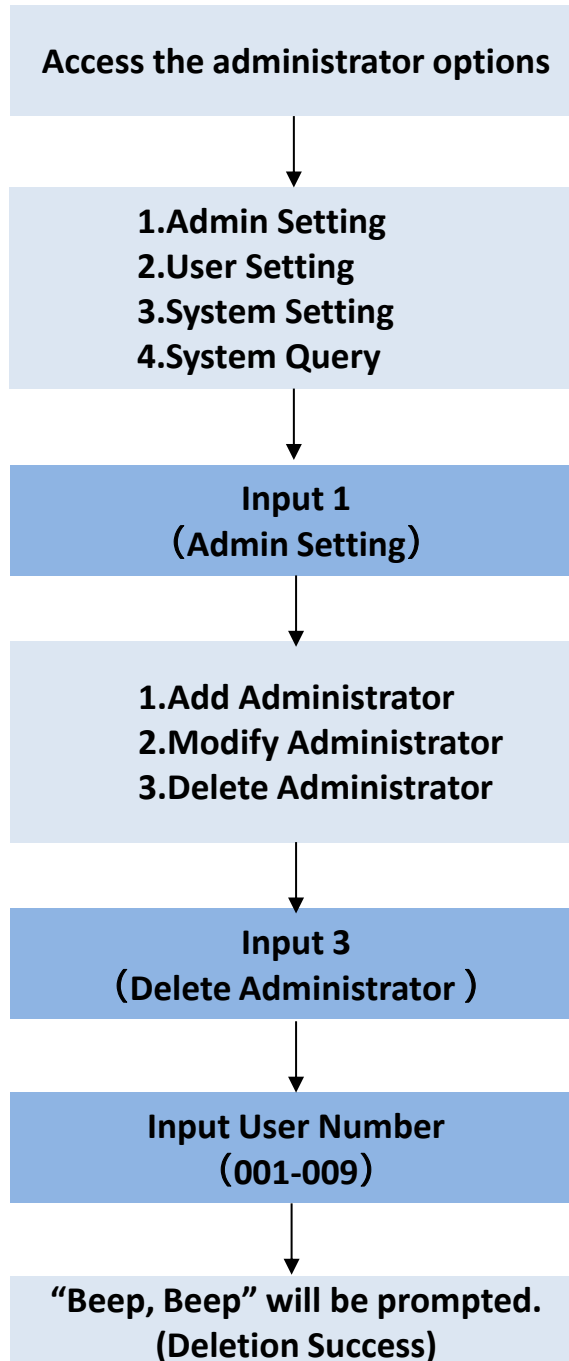 Access the administrator options
1.Admin Setting
2.User Setting
3.System Setting
4.System Query
Input 1
（Admin Setting）
1.Add Administrator
2.Modify Administrator
3.Delete Administrator
Input 3
（Delete Administrator ）
Input User Number
（001-009）
“Beep, Beep” will be prompted.
(Deletion Success)